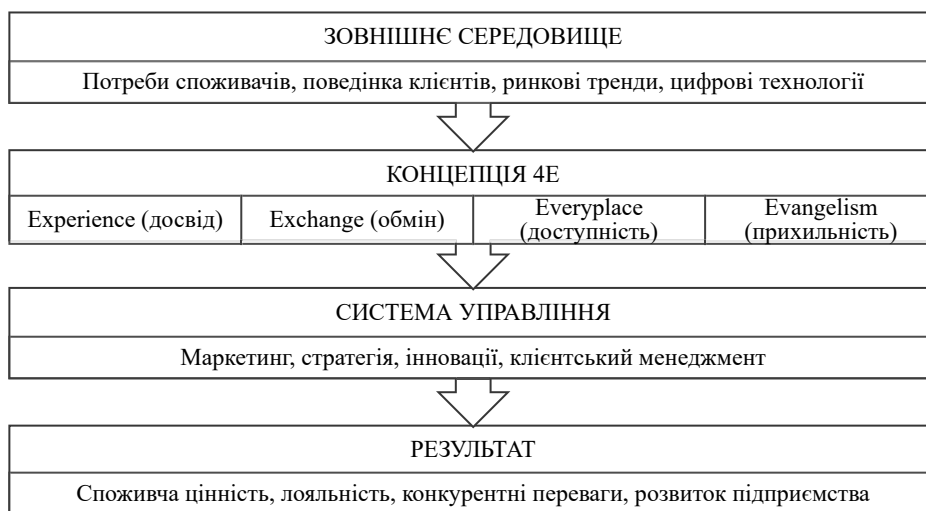 ЗОВНІШНЄ СЕРЕДОВИЩЕ
Потреби споживачів, поведінка клієнтів, ринкові тренди, цифрові технології
КОНЦЕПЦІЯ 4Е
Experience (досвід)
Exchange (обмін)
Everyplace
(доступність)
Evangelism
(прихильність)
СИСТЕМА УПРАВЛІННЯ
Маркетинг, стратегія, інновації, клієнтський менеджмент
РЕЗУЛЬТАТ
Споживча цінність, лояльність, конкурентні переваги, розвиток підприємства